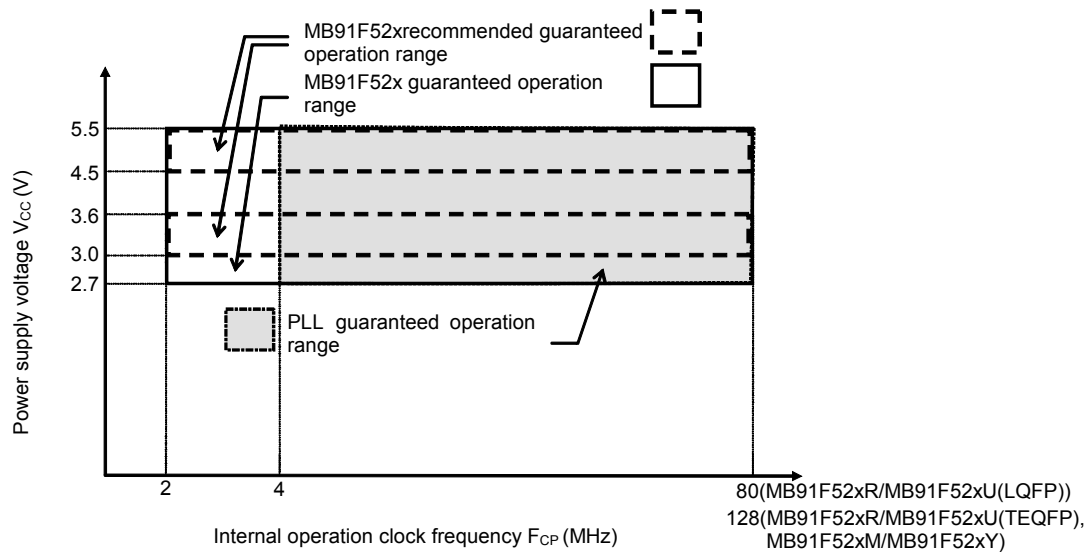 MB91F52xrecommended guaranteed
operation range
MB91F52x guaranteed operation
range
Power supply voltage VCC (V)
5.5
4.5
3.6
3.0
2.7
PLL guaranteed operation
range
2
4
80(MB91F52xR/MB91F52xU(LQFP))
128(MB91F52xR/MB91F52xU(TEQFP),
MB91F52xM/MB91F52xY)
Internal operation clock frequency FCP (MHz)